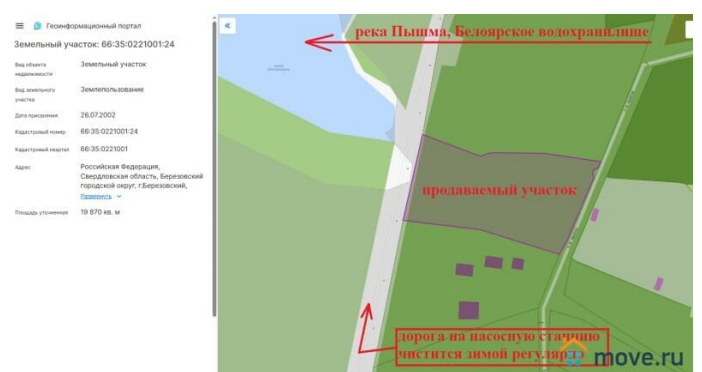 Геоинформационный портал
Земельный участок: 66:35:0221001:24
Вид объекта недвижимости
Земельный участок
Вид земельного участка
Землепользование
Дата присвоения
26.07.2002
Кадастровый номер
66:35:0221001:24
Кадастровый квартал
66:35:0221001
Адрес
Российская Федерация,
Свердловская область, Березовский
городской округ, г.Березовский,
Развернуть
Площадь уточненная
19 870 кв. м
река Пышма, Белоярское водохранилище
продаваемый участок
дорога на насосную станцию
чистится зимой регулярно
move.ru